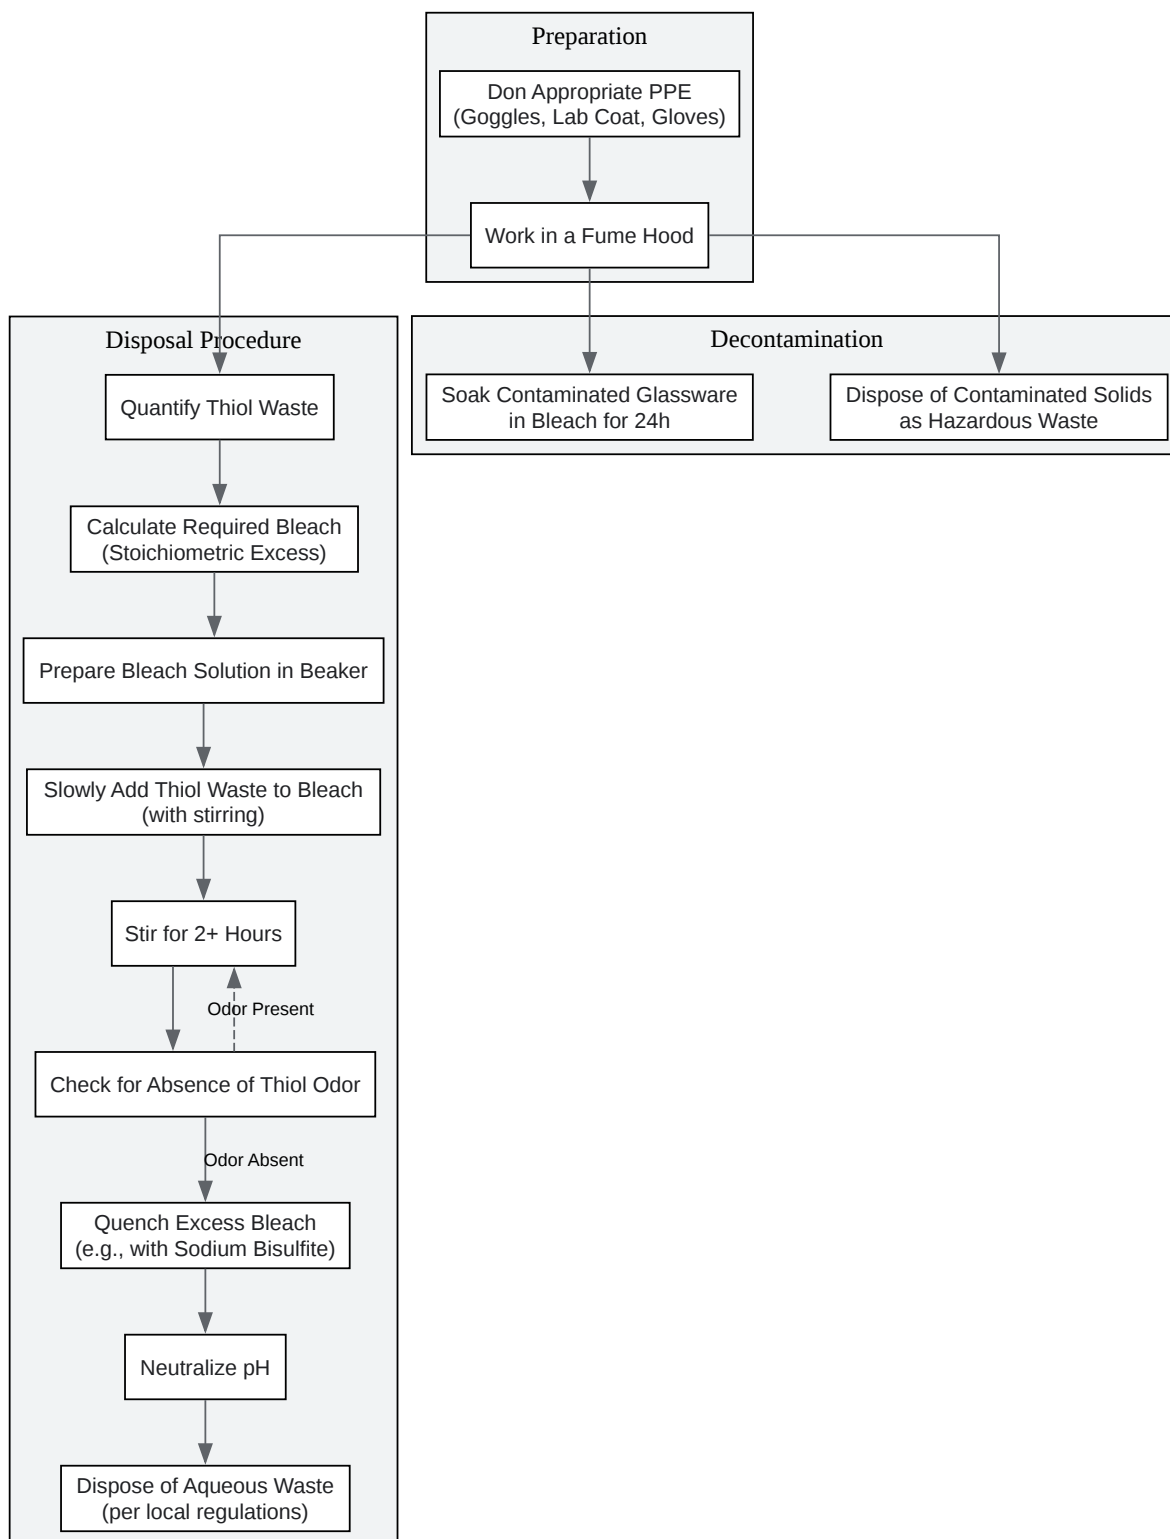 Preparation
Don Appropriate PPE
(Goggles, Lab Coat, Gloves)
Work in a Fume Hood
Disposal Procedure
Quantify Thiol Waste
Calculate Required Bleach
(Stoichiometric Excess)
Prepare Bleach Solution in Beaker
Slowly Add Thiol Waste to Bleach
(with stirring)
Stir for 2+ Hours
Odor Present
Check for Absence of Thiol Odor
Odor Absent
Quench Excess Bleach
(e.g., with Sodium Bisulfite)
Neutralize pH
Dispose of Aqueous Waste
(per local regulations)
Decontamination
Soak Contaminated Glassware
in Bleach for 24h
Dispose of Contaminated Solids
as Hazardous Waste